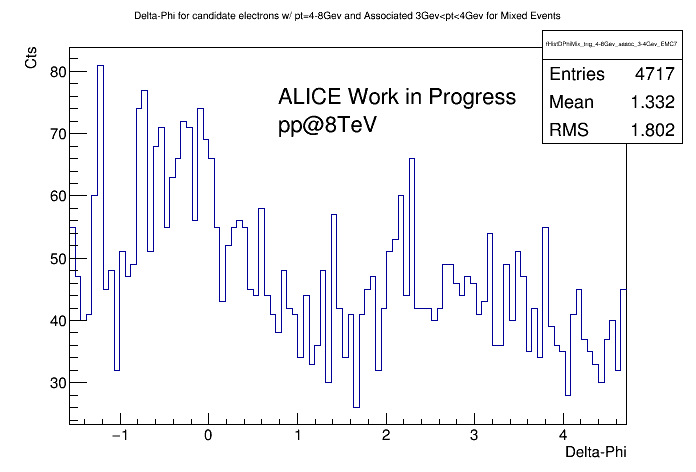 Delta-Phi for candidate electrons w/ pt=4-8Gev and Associated 3Gev<pt<4Gev for Mixed Events
fHistDPhiMix_trig_4-8Gev_assoc_3-4Gev_EMC7
Entries 4717
Mean 1.332
RMS 1.802
Cts
80
70
60
50
40
30
ALICE Work in Progress
pp@8TeV
−1 0 1 2 3 4
Delta-Phi